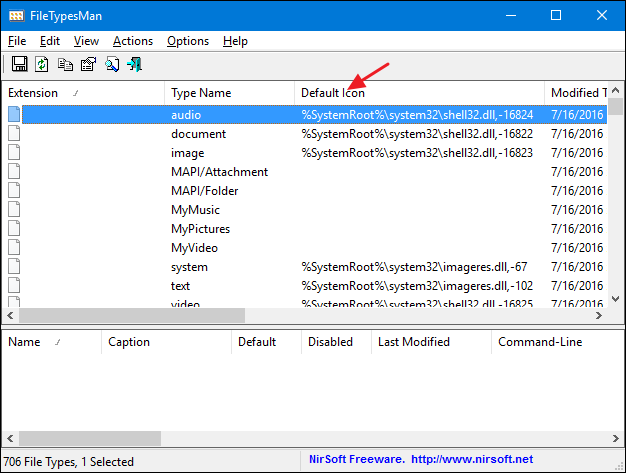 FileTypesMan
File Edit View Actions Options Help
Extension Type Name Default Icon Modified T
audio %SystemRoot%\system32\shell32.dll,-16824 7/16/2016
document %SystemRoot%\system32\shell32.dll,-16822 7/16/2016
image %SystemRoot%\system32\shell32.dll,-16823 7/16/2016
MAPI/Attachment 7/16/2016
MAPI/Folder 7/16/2016
MyMusic 7/16/2016
MyPictures 7/16/2016
MyVideo 7/16/2016
system %SystemRoot%\system32\imageres.dll,-67 7/16/2016
text %SystemRoot%\system32\imageres.dll,-102 7/16/2016
video %SystemRoot%\system32\shell32.dll,-16825 7/16/2016
Name Caption Default Disabled Last Modified Command-Line
706 File Types, 1 Selected NirSoft Freeware. http://www.nirsoft.net